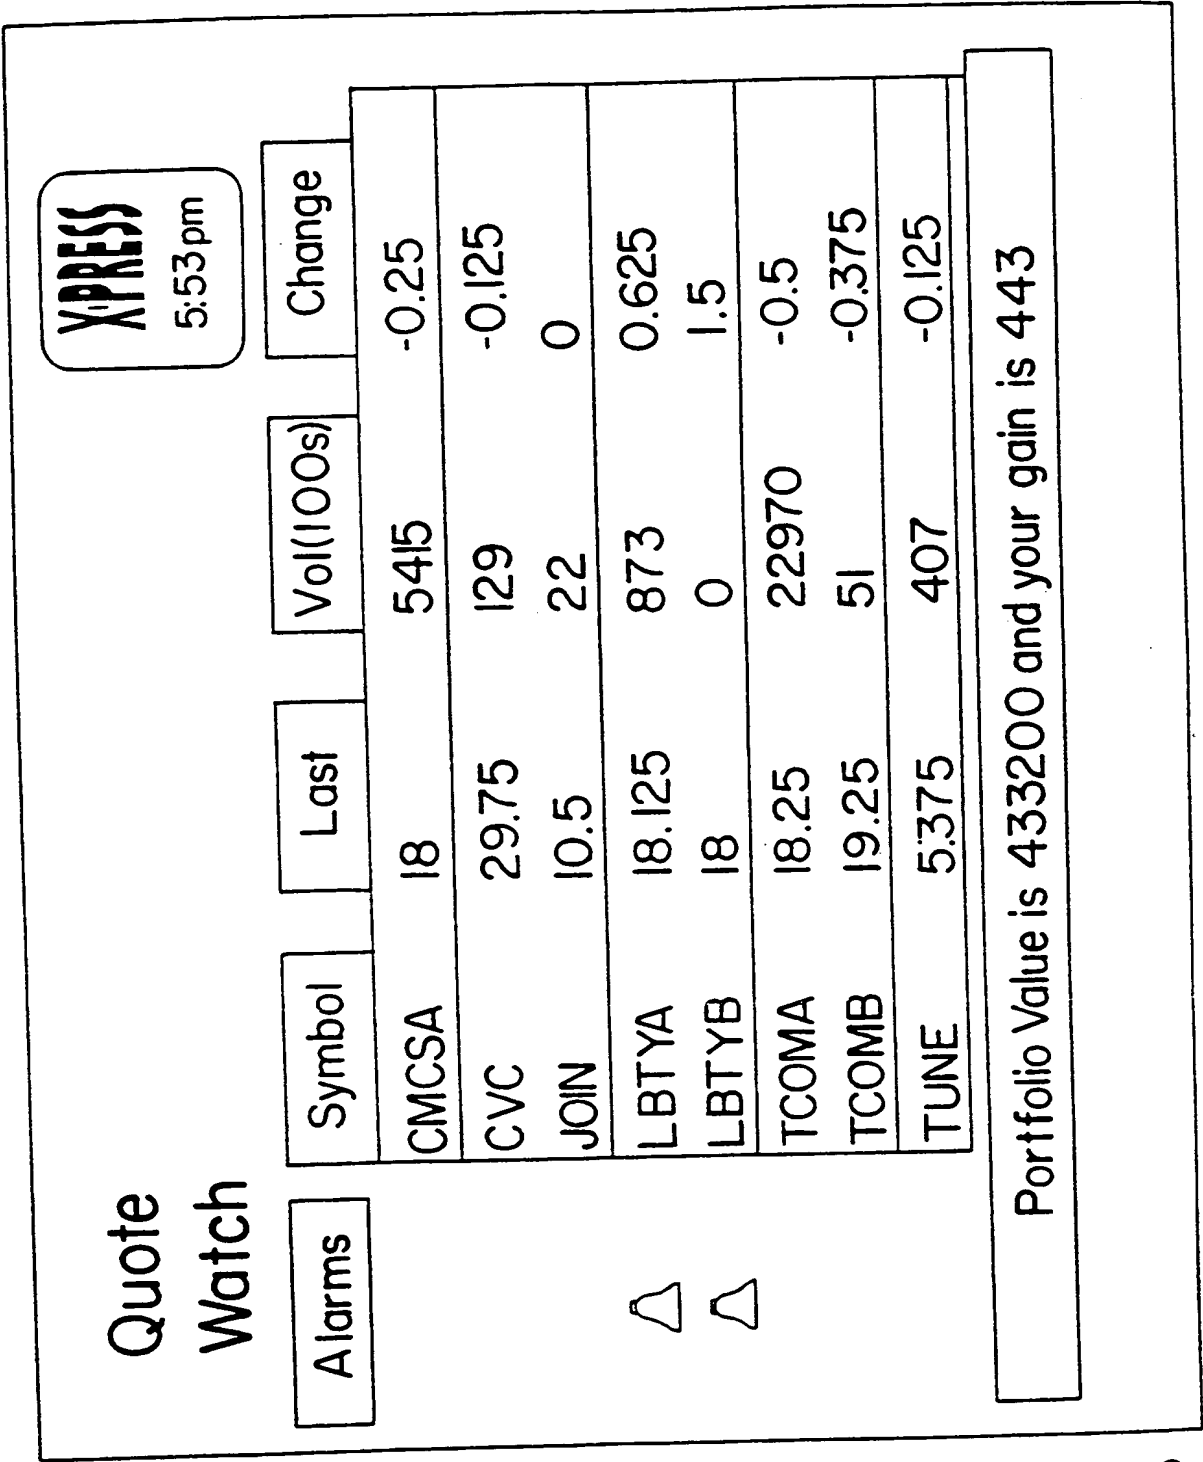 Quote
Watch
X·PRESS
5:53pm
Alarms Symbol Last Vol(100s) Change
CMCSA 18 5415 -0.25
CVC 29.75 129 -0.125
JOIN 10.5 22 0
LBTYA 18.125 873 0.625
LBTYB 18 0 1.5
TCOMA 18.25 22970 -0.5
TCOMB 19.25 51 -0.375
TUNE 5.375 407 -0.125
Portfolio Value is 433200 and your gain is 443